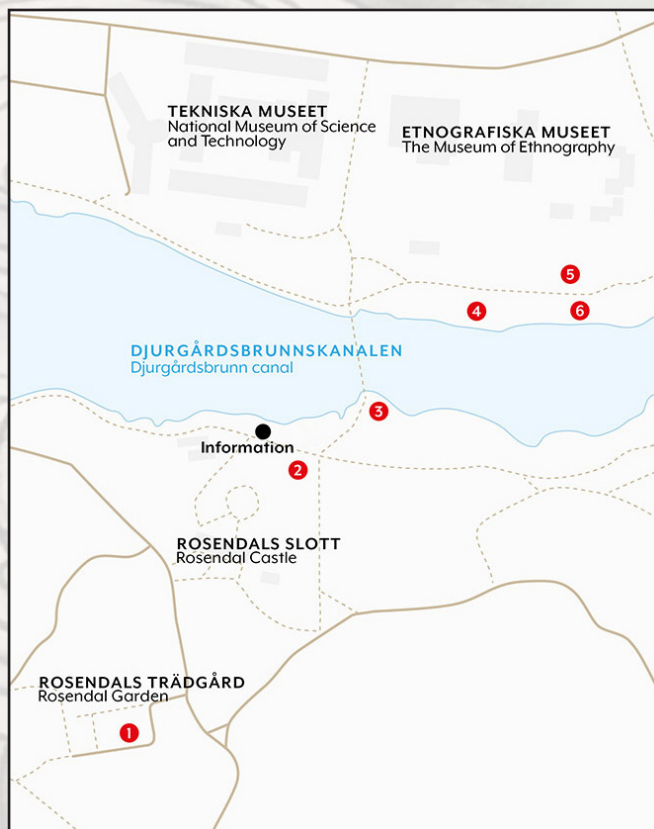 TEKNISKA MUSEET
National Museum of Science
and Technology
ETNOGRAFISKA MUSEET
The Museum of Ethnography
5
4
6
DJURGÅRDSBRUNNSKANALEN
Djurgårdsbrunn canal
3
Information
2
ROSENDALS SLOTT
Rosendal Castle
ROSENDALS TRÄDGÅRD
Rosendal Garden
1